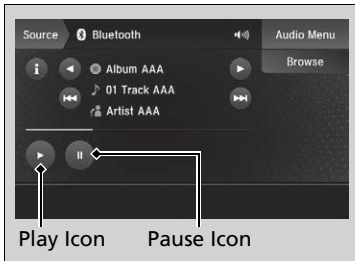 Source
Bluetooth
Audio Menu
Album AAA
Browse
01 Track AAA
Artist AAA
Play Icon
Pause Icon